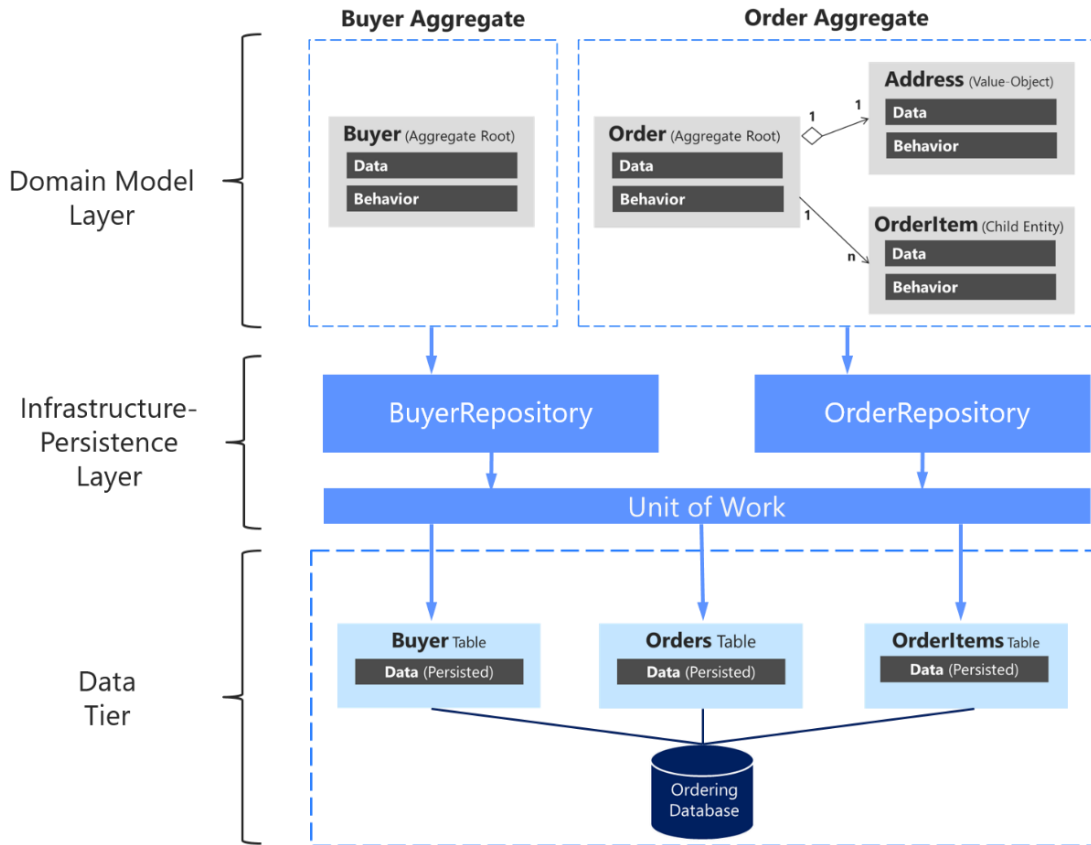 Buyer Aggregate
Order Aggregate
Domain Model
Layer
Buyer (Aggregate Root)
Data
Behavior
Order (Aggregate Root)
Data
Behavior
1
1
1
n
Address (Value-Object)
Data
Behavior
OrderItem (Child Entity)
Data
Behavior
Infrastructure-
Persistence
Layer
BuyerRepository
OrderRepository
Unit of Work
Data
Tier
Buyer Table
Data (Persisted)
Orders Table
Data (Persisted)
OrderItems Table
Data (Persisted)
Ordering
Database